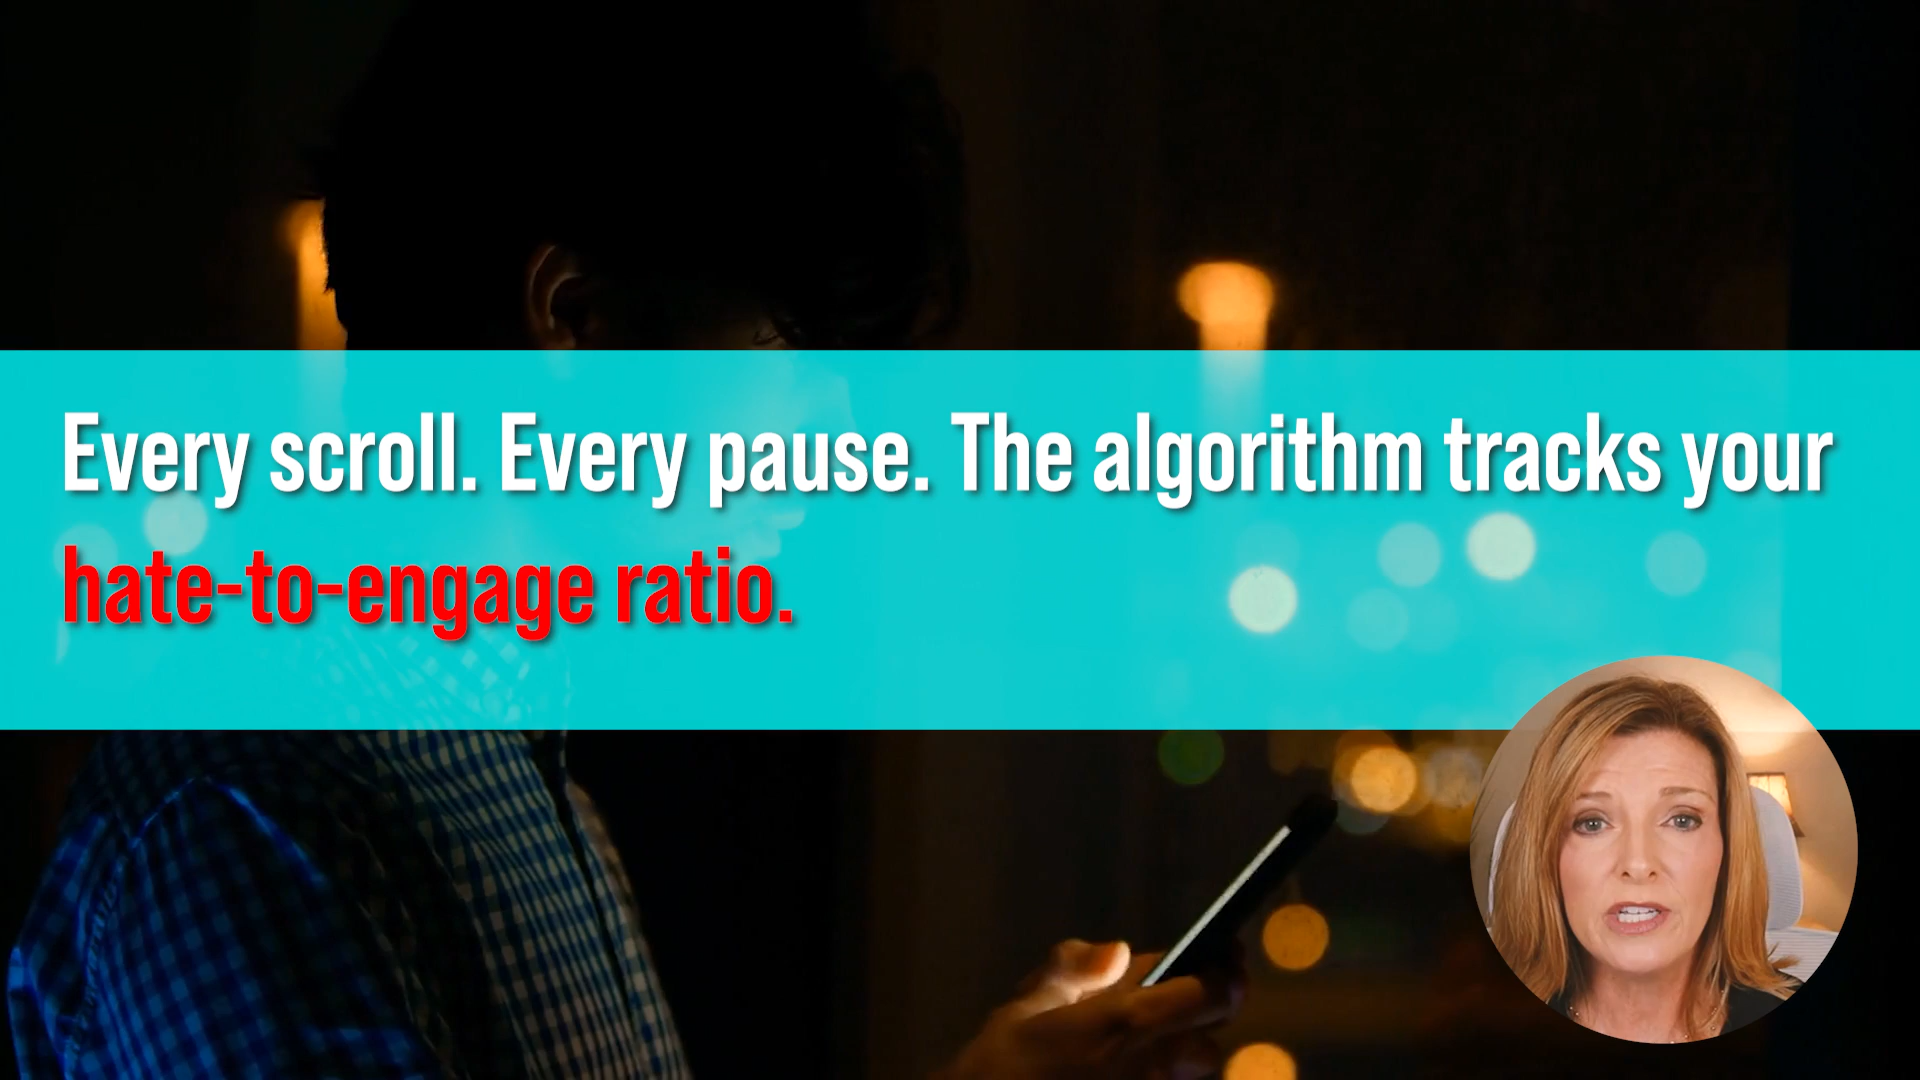 Every scroll. Every pause. The algorithm tracks your
hate-to-engage ratio.